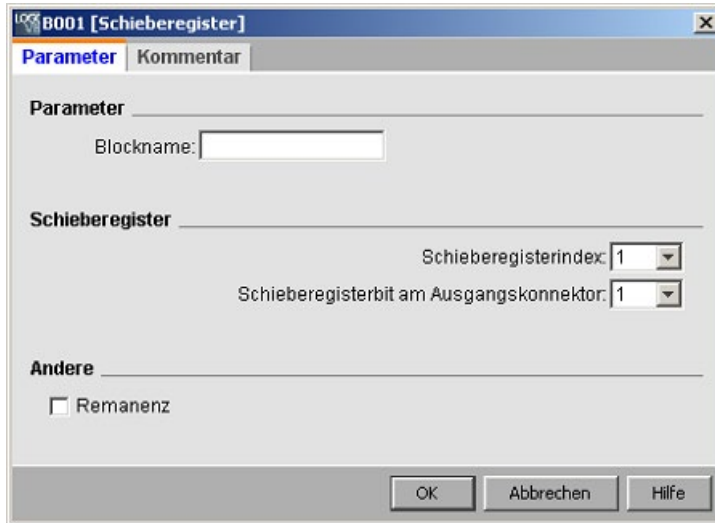 B001 [Schieberegister]
Parameter Kommentar
Parameter
Blockname:
Schieberegister
Schieberegisterindex: 1
Schieberegisterbit am Ausgangskonnektor: 1
Andere
Remanenz
OK Abbrechen Hilfe